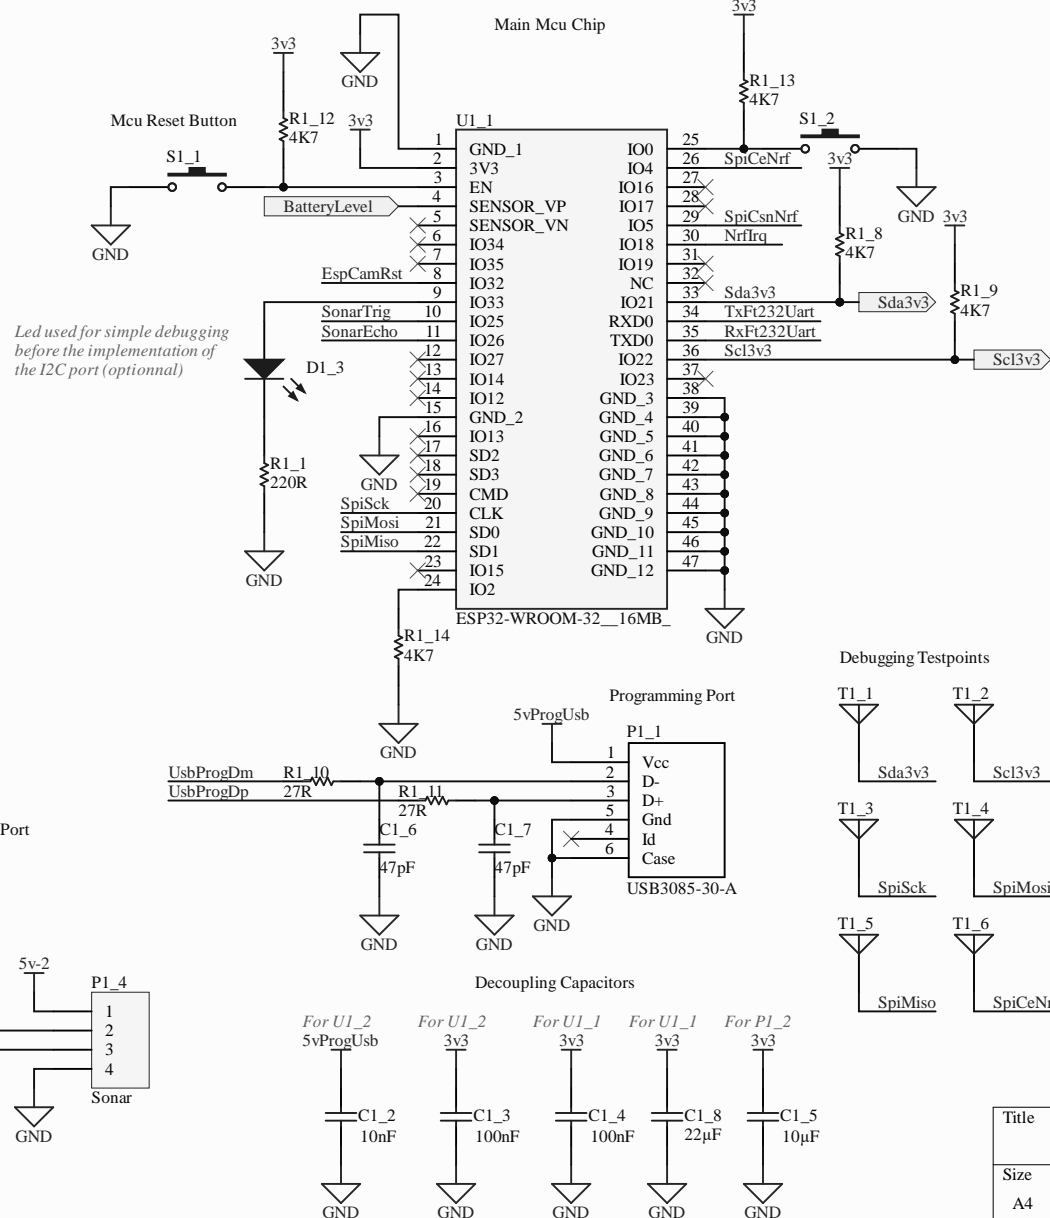 Main Mcu Chip
3v3
R1_13
4K7
S1_2
GND
3v3
R1_12
4K7
Mcu Reset Button
S1_1
GND
GND
3v3
U1_1
1 GND_1
2 3V3
3 EN
BatteryLevel 4 SENSOR_VP
5 SENSOR_VN
6 IO34
7 IO35
EspCamRst 8 IO32
9 IO33
SonarTrig 10 IO25
SonarEcho 11 IO26
12 IO27
13 IO14
14 IO12
15 GND_2
16 IO13
17 SD2
18 SD3
19 CMD
SpiSck 20 CLK
SpiMosi 21 SD0
SpiMiso 22 SD1
23 IO15
24 IO2
IO0 25
IO4 26 SpiCeNrf
IO16 27
IO17 28
IO5 29 SpiCsnNrf
IO18 30 NrfIrq
IO19 31
NC 32
IO21 33 Sda3v3
RXD0 34 TxFt232Uart
TXD0 35 RxFt232Uart
IO22 36 Scl3v3
IO23 37
GND_3 38
GND_4 39
GND_5 40
GND_6 41
GND_7 42
GND_8 43
GND_9 44
GND_10 45
GND_11 46
GND_12 47
ESP32-WROOM-32__16MB_
GND
3v3
R1_8
4K7
Sda3v3
3v3
R1_9
4K7
Scl3v3
Led used for simple debugging
before the implementation of
the I2C port (optionnal)
D1_3
R1_1
220R
GND
GND
R1_14
4K7
GND
Programming Port
5vProgUsb
P1_1
1 Vcc
2 D-
3 D+
5 Gnd
4 Id
6 Case
USB3085-30-A
GND
UsbProgDm
R1_10
27R
UsbProgDp
R1_11
27R
C1_6
47pF
GND
C1_7
47pF
GND
Debugging Testpoints
T1_1
Sda3v3
T1_2
Scl3v3
T1_3
SpiSck
T1_4
SpiMosi
T1_5
SpiMiso
T1_6
SpiCeNr
Port
5v-2
P1_4
1
2
3
4
Sonar
GND
Decoupling Capacitors
For U1_2
5vProgUsb
C1_2
10nF
GND
For U1_2
3v3
C1_3
100nF
GND
For U1_1
3v3
C1_4
100nF
GND
For U1_1
3v3
C1_8
22µF
GND
For P1_2
3v3
C1_5
10µF
GND
Title
Size
A4